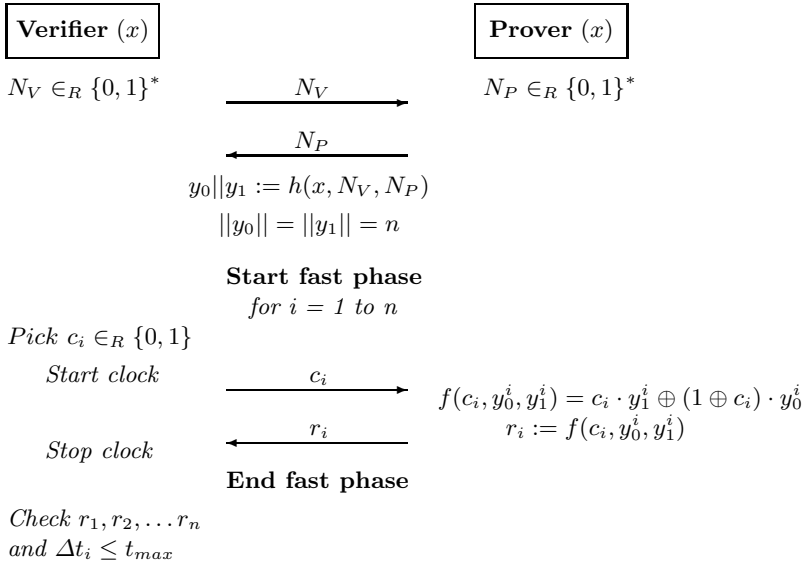 Verifier (x)
Prover (x)
N_V ∈_R {0, 1}^*
N_V
N_P ∈_R {0, 1}^*
N_P
y_0||y_1 := h(x, N_V, N_P)
||y_0|| = ||y_1|| = n
Start fast phase
for i = 1 to n
Pick c_i ∈_R {0, 1}
Start clock
c_i
f(c_i, y_0^i, y_1^i) = c_i · y_1^i ⊕ (1 ⊕ c_i) · y_0^i
r_i
r_i := f(c_i, y_0^i, y_1^i)
Stop clock
End fast phase
Check r_1, r_2, . . . r_n
and Δt_i ≤ t_{max}